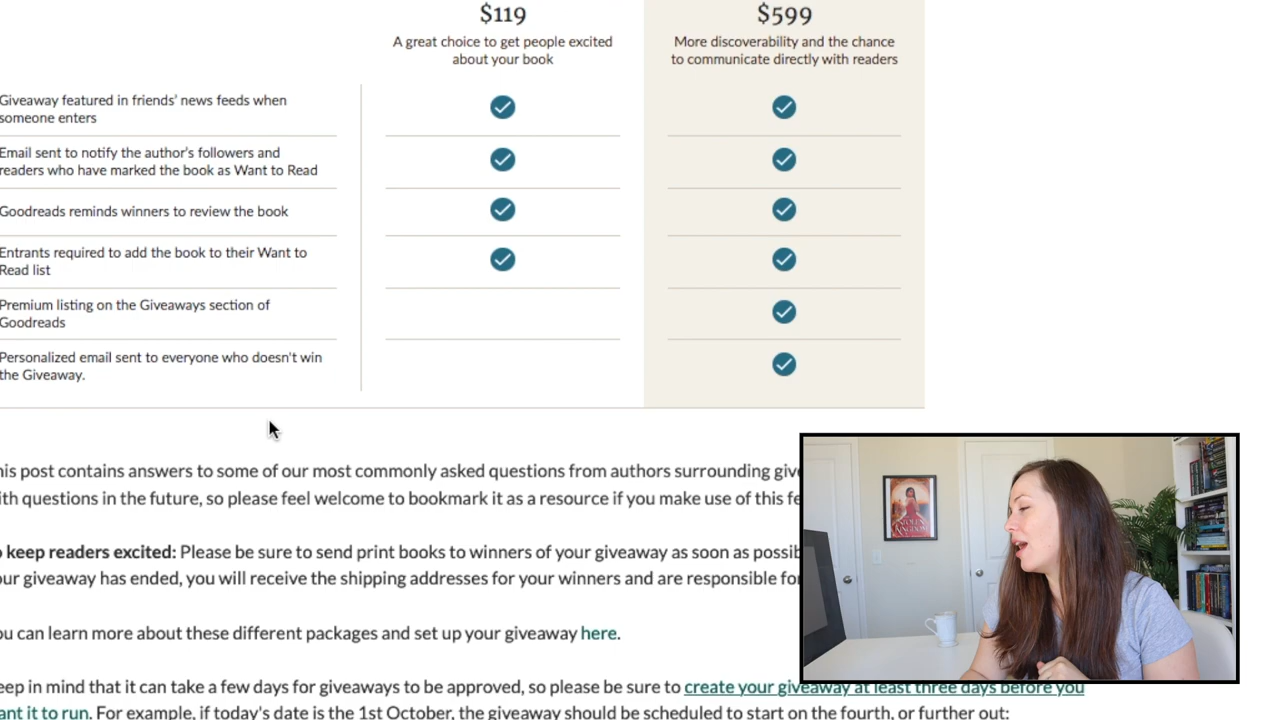 $119
$599
A great choice to get people excited
about your book
More discoverability and the chance
to communicate directly with readers
Giveaway featured in friends' news feeds when
someone enters
Email sent to notify the author's followers and
readers who have marked the book as Want to Read
Goodreads reminds winners to review the book
Entrants required to add the book to their Want to
Read list
Premium listing on the Giveaways section of
Goodreads
Personalized email sent to everyone who doesn't win
the Giveaway.
his post contains answers to some of our most commonly asked questions from authors surrounding giv
ith questions in the future, so please feel welcome to bookmark it as a resource if you make use of this fe
o keep readers excited: Please be sure to send print books to winners of your giveaway as soon as possib
our giveaway has ended, you will receive the shipping addresses for your winners and are responsible fo
ou can learn more about these different packages and set up your giveaway here.
eep in mind that it can take a few days for giveaways to be approved, so please be sure to create your giveaway at least three days before you
ant it to run. For example, if today's date is the 1st October, the giveaway should be scheduled to start on the fourth, or further out:
STOLEN
KINGDOM